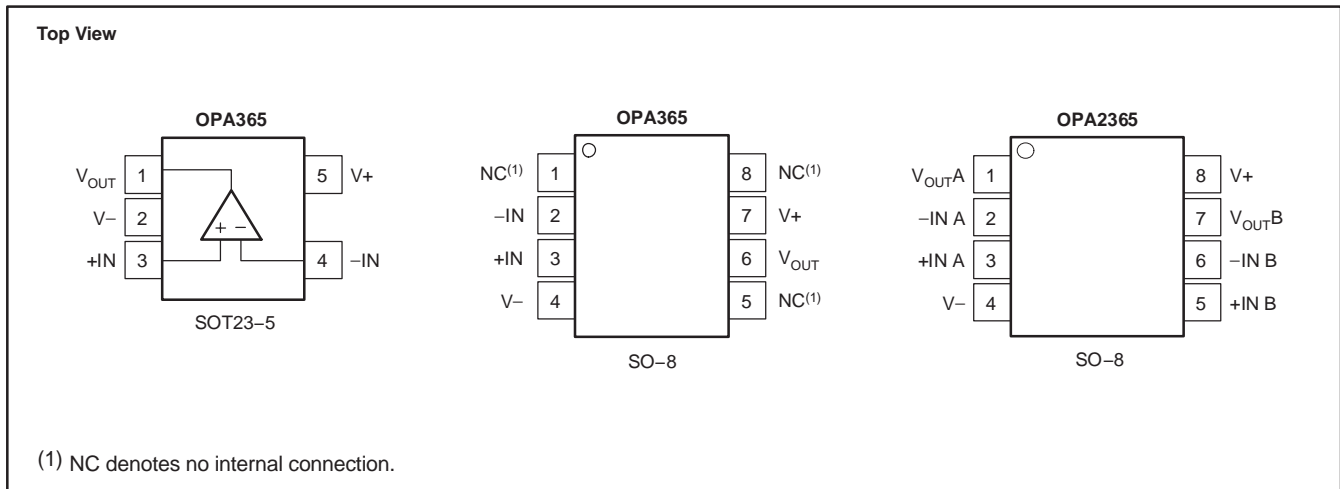 Top View
OPA365
V_OUT 1
V− 2
+IN 3
5 V+
4 −IN
+ −
SOT23−5
OPA365
NC(1) 1
−IN 2
+IN 3
V− 4
8 NC(1)
7 V+
6 V_OUT
5 NC(1)
SO−8
OPA2365
V_OUTA 1
−IN A 2
+IN A 3
V− 4
8 V+
7 V_OUTB
6 −IN B
5 +IN B
SO−8
(1) NC denotes no internal connection.